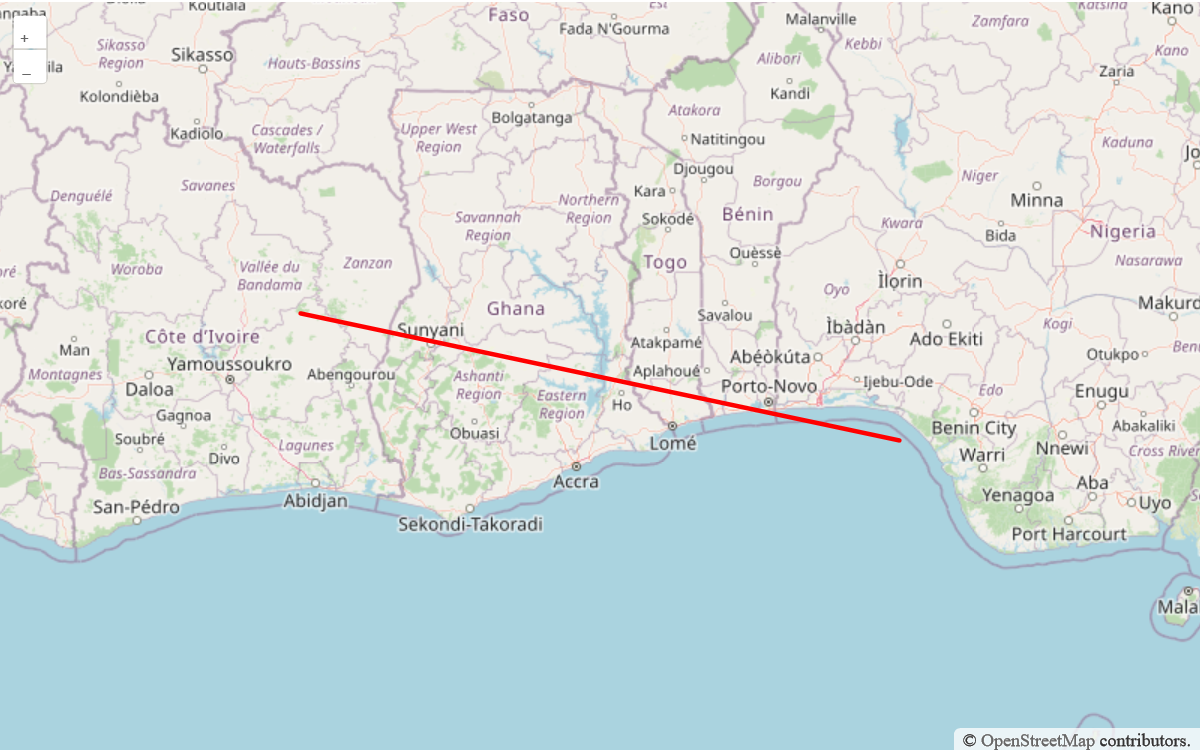 Koutiala
Faso
Est
Fada N'Gourma
Malanville
Zamfara
Katsina
Kano
+
–
Sikasso
Region
Sikasso
Hauts-Bassins
Kebbi
Alibori
Kano
Kolondièba
Kandi
Zaria
Kadiolo
Cascades /
Waterfalls
Upper West
Region
Bolgatanga
Atakora
Natitingou
Kaduna
Denguélé
Savanes
Northern
Region
Kara
Djougou
Borgou
Niger
Minna
Savannah
Region
Sokodé
Bénin
Kwara
Bida
Nigeria
Woroba
Vallée du
Bandama
Zanzan
Togo
Ouèssè
Nasarawa
Ìlorin
Oyo
Ghana
Savalou
Makurd
Côte d'Ivoire
Sunyani
Atakpamé
Ìbàdàn
Ado Ekiti
Kogi
Man
Yamoussoukro
Abẹ́òkúta
Otukpo
Montagnes
Daloa
Abengourou
Ashanti
Region
Aplahoué
Porto-Novo
Ijebu-Ode
Edo
Enugu
Gagnoa
Eastern
Region
Ho
Soubré
Lagunes
Obuasi
Lomé
Benin City
Abakaliki
Divo
Warri
Nnewi
Cross River
Bas-Sassandra
Accra
Aba
San-Pédro
Abidjan
Sekondi-Takoradi
Yenagoa
Uyo
Port Harcourt
Mala
© OpenStreetMap contributors.